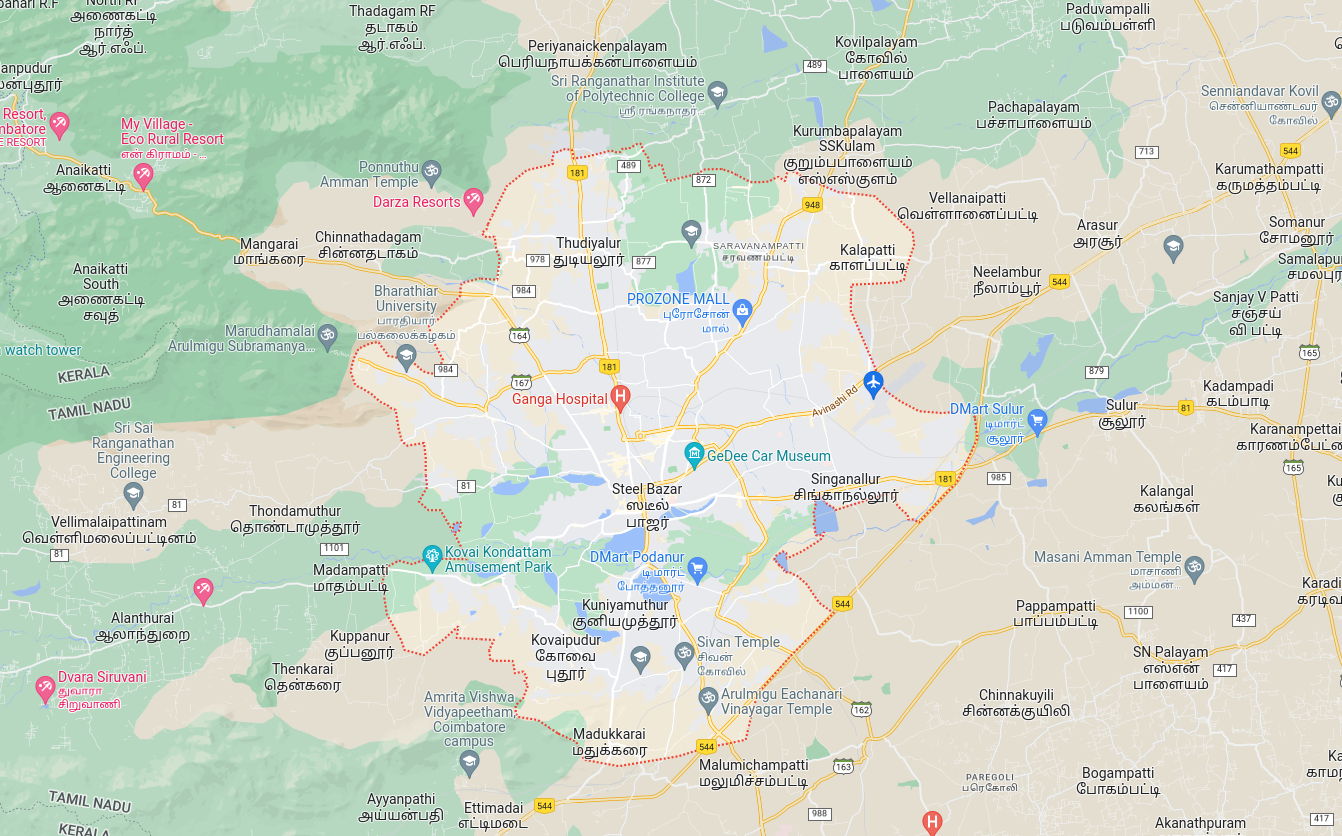 North RF
அணைகட்டி
நார்த்
ஆர்.எஃப்.
Thadagam RF
தடாகம்
ஆர்.எஃப்.
Periyanaickenpalayam
பெரியநாயக்கன்பாளையம்
Sri Ranganathar Institute
of Polytechnic College
ஸ்ரீ ரங்கநாதர்...
489
Kovilpalayam
கோவில்
பாளையம்
Paduvampalli
படுவம்பள்ளி
Senniandavar Kovil
சென்னியாண்டவர்
கோவில்
Pachapalayam
பச்சாபாளையம்
Kurumbapalayam
SSKulam
குறும்பபாளையம்
எஸ்எஸ்குளம்
713
544
Karumathampatti
கருமத்தம்பட்டி
Resort,
My Village -
Eco Rural Resort
என் கிராமம் -...
Anaikatti
ஆனைகட்டி
Ponnuthu
Amman Temple
Darza Resorts
181
489
872
948
Vellanaipatti
வெள்ளானைப்பட்டி
Arasur
அரசூர்
Somanur
சோமனூர்
Mangarai
மாங்கரை
Chinnathadagam
சின்னதடாகம்
Thudiyalur
துடியலூர்
978
877
SARAVANAMPATTI
சரவணம்பட்டி
Kalapatti
காளப்பட்டி
Neelambur
நீலாம்பூர்
544
Anaikatti
South
அணைகட்டி
சவுத்
Bharathiar
University
பாரதியார்
பல்கலைக்கழகம்
984
PROZONE MALL
புரோசோன்
மால்
Sanjay V Patti
சஞ்சய்
வி பட்டி
Marudhamalai
Arulmigu Subramanya...
164
watch tower
KERALA
TAMIL NADU
984
167
181
Ganga Hospital
Avinashi Rd
879
165
Kadampadi
கடம்பாடி
DMart Sulur
டிமார்ட்
சூலூர்
Sulur
சூலூர்
81
Karanampettai
165
Sri Sai
Ranganathan
Engineering
College
GeDee Car Museum
81
81
Steel Bazar
ஸ்டீல்
பாஜர்
Singanallur
சிங்காநல்லூர்
181
985
Kalangal
கலங்கள்
Vellimalaipattinam
வெள்ளிமலைப்பட்டினம்
81
Thondamuthur
தொண்டாமுத்தூர்
1101
Kovai Kondattam
Amusement Park
DMart Podanur
டி மார்ட்
போத்தனூர்
Masani Amman Temple
மாசாணி
அம்மன்...
Madampatti
மாதம்பட்டி
Alanthurai
ஆலாந்துறை
Kuniyamuthur
குனியமுத்தூர்
544
Pappampatti
பாப்பம்பட்டி
1100
437
Kuppanur
குப்பனூர்
Kovaipudur
கோவை
புதூர்
Sivan Temple
சிவன்
கோவில்
SN Palayam
எஸ்என்
பாளையம்
417
Dvara Siruvani
துவாரா
சிறுவாணி
Thenkarai
தென்கரை
Amrita Vishwa
Vidyapeetham,
Coimbatore
campus
Arulmigu Eachanari
Vinayagar Temple
162
Chinnakuyili
சின்னக்குயிலி
Madukkarai
மதுக்கரை
544
Malumichampatti
மலுமிச்சம்பட்டி
163
PAREGOLI
பரெகோலி
Bogampatti
போகம்பட்டி
TAMIL NADU
KERALA
Ayyanpathi
அய்யன்பதி
Ettimadai
எட்டிமடை
544
988
Anakathpuram
417